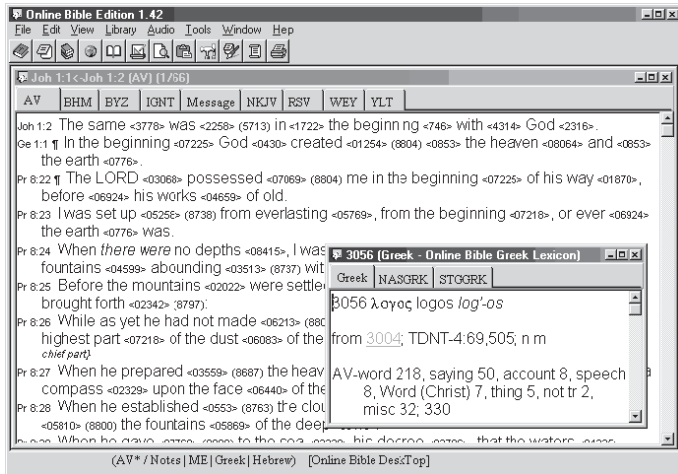 Online Bible Edition 1.42
File Edit View Library Audio Tools Window Hep
Joh 1:1<-Joh 1:2 (AV) (1/56)
AV BHM BYZ IGNT Message NKJV RSV WEY YLT
Joh 1:2 The same <3778> was <2258> (5713) in <1722> the beginning <746> with <4314> God <2316>.
Ge 1:1 ¶ In the beginning <07225> God <0430> created <01254> (8804) <0853> the heaven <08064> and <0853>
the earth <0776>.
Pr 8:22 ¶ The LORD <03068> possessed <07069> (8804) me in the beginning <07225> of his way <01870>,
before <06924> his works <04659> of old.
Pr 8:23 I was set up <05258> (8738) from everlasting <05769>, from the beginning <07218>, or ever <06924>
the earth <0776> was.
Pr 8:24 When there were no depths <08415>, I was
fountains <04599> abounding <03513> (8737) wit
Pr 8:25 Before the mountains <02022> were settle
brought forth <02342> (8797):
Pr 8:26 While as yet he had not made <06213> (880
highest part <07218> of the dust <06083> of the
chief part}
Pr 8:27 When he prepared <03559> (8687) the heav
compass <02329> upon the face <06440> of the
Pr 8:28 When he established <0553> (8763) the clou
<05810> (8800) the fountains <05869> of the deep
When he gave to the sea his decree that the waters
3056 (Greek - Online Bible Greek Lexicon)
Greek NASGRK STGGRK
3056 λογος logos log'-os
from 3004; TDNT-4:69,505; n m
AV-word 218, saying 50, account 8, speech
8, Word (Christ) 7, thing 5, not tr 2,
misc 32; 330
(AV* / Notes | ME | Greek | Hebrew) [Online Bible DeskTop]